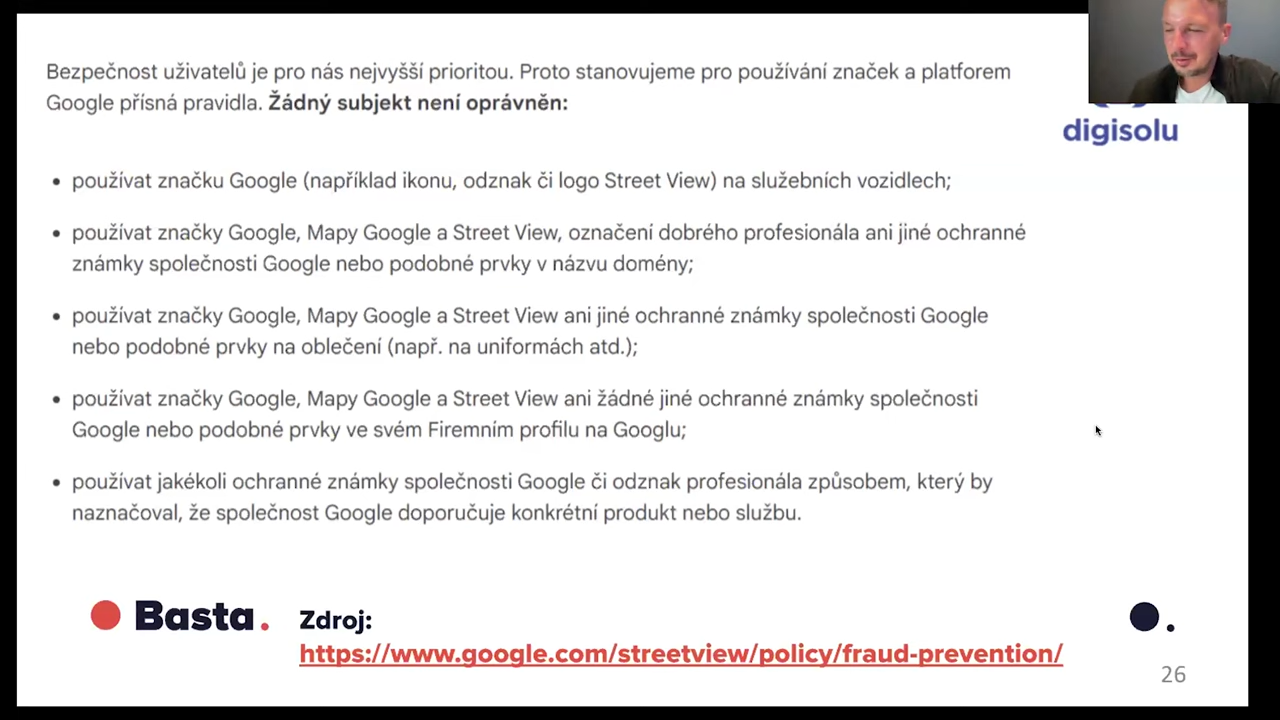 Bezpečnost uživatelů je pro nás nejvyšší prioritou. Proto stanovujeme pro používání značek a platforem
Google přísná pravidla. Žádný subjekt není oprávněn:
digisolu
• používat značku Google (například ikonu, odznak či logo Street View) na služebních vozidlech;
• používat značky Google, Mapy Google a Street View, označení dobrého profesionála ani jiné ochranné
známky společnosti Google nebo podobné prvky v názvu domény;
• používat značky Google, Mapy Google a Street View ani jiné ochranné známky společnosti Google
nebo podobné prvky na oblečení (např. na uniformách atd.);
• používat značky Google, Mapy Google a Street View ani žádné jiné ochranné známky společnosti
Google nebo podobné prvky ve svém Firemním profilu na Googlu;
• používat jakékoli ochranné známky společnosti Google či odznak profesionála způsobem, který by
naznačoval, že společnost Google doporučuje konkrétní produkt nebo službu.
Basta.
Zdroj:
https://www.google.com/streetview/policy/fraud-prevention/
26